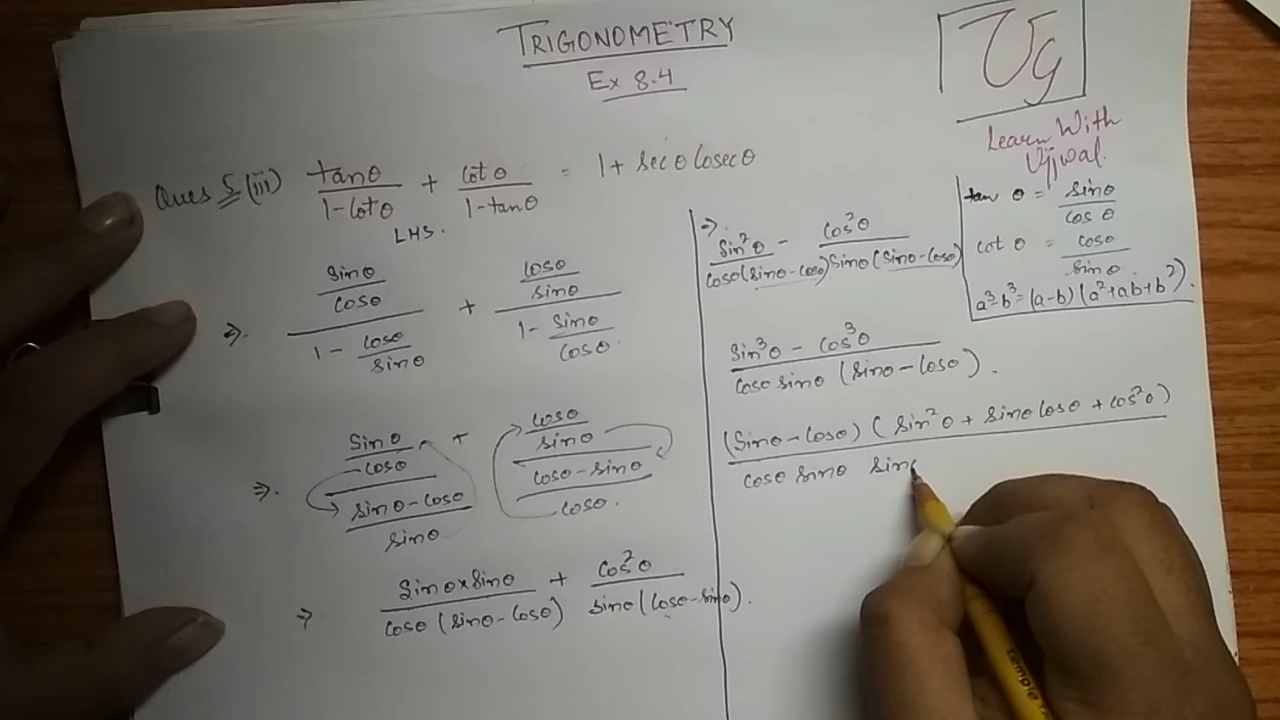 TRIGONOMETRY
Ex 8.4
UG
Learn With
Ujjwal.
Ques 5 (iii) tanθ/1-cotθ + cotθ/1-tanθ = 1 + secθ cosecθ
LHS.
⇒. sinθ/cosθ / 1 - cosθ/sinθ + cosθ/sinθ / 1 - sinθ/cosθ.
⇒. sinθ/cosθ / sinθ-cosθ/sinθ + cosθ/sinθ / cosθ-sinθ/cosθ.
⇒ sinθ×sinθ/cosθ(sinθ-cosθ) + cos²θ/sinθ(cosθ-sinθ).
⇒. sin²θ/cosθ(sinθ-cosθ) - cos²θ/sinθ(sinθ-cosθ)
sin³θ - cos³θ/cosθ sinθ (sinθ-cosθ).
(sinθ-cosθ)(sin²θ + sinθ cosθ + cos²θ)/cosθ sinθ sin
tan θ = sinθ/cosθ
cot θ = cosθ/sinθ
a³-b³=(a-b)(a²+ab+b²).